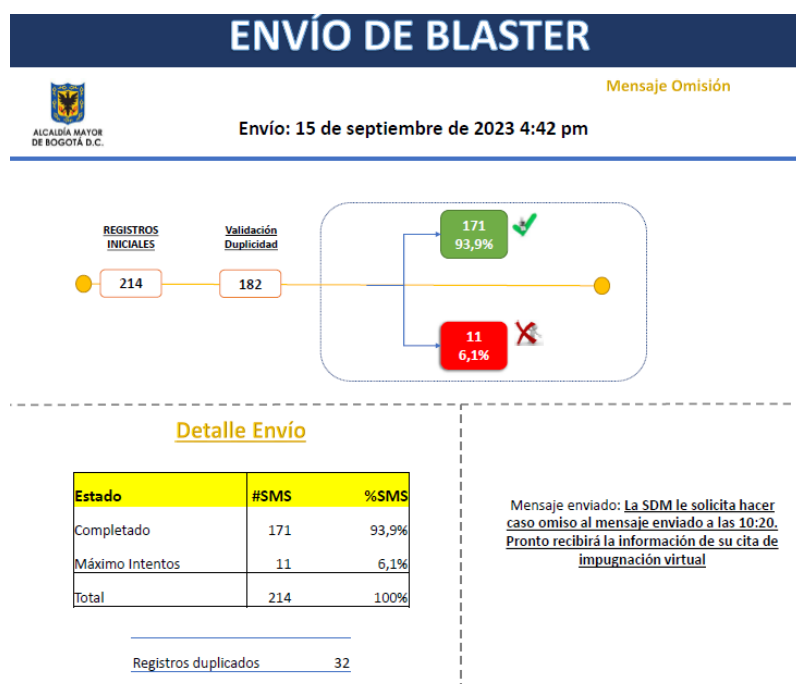 ENVÍO DE BLASTER
Mensaje Omisión
ALCALDÍA MAYOR
DE BOGOTÁ D.C.
Envío: 15 de septiembre de 2023 4:42 pm
REGISTROS
INICIALES
Validación
Duplicidad
214
182
171
93,9%
11
6,1%
Detalle Envío
Estado #SMS %SMS
Completado 171 93,9%
Máximo Intentos 11 6,1%
Total 214 100%
Registros duplicados 32
Mensaje enviado: La SDM le solicita hacer
caso omiso al mensaje enviado a las 10:20.
Pronto recibirá la información de su cita de
impugnación virtual